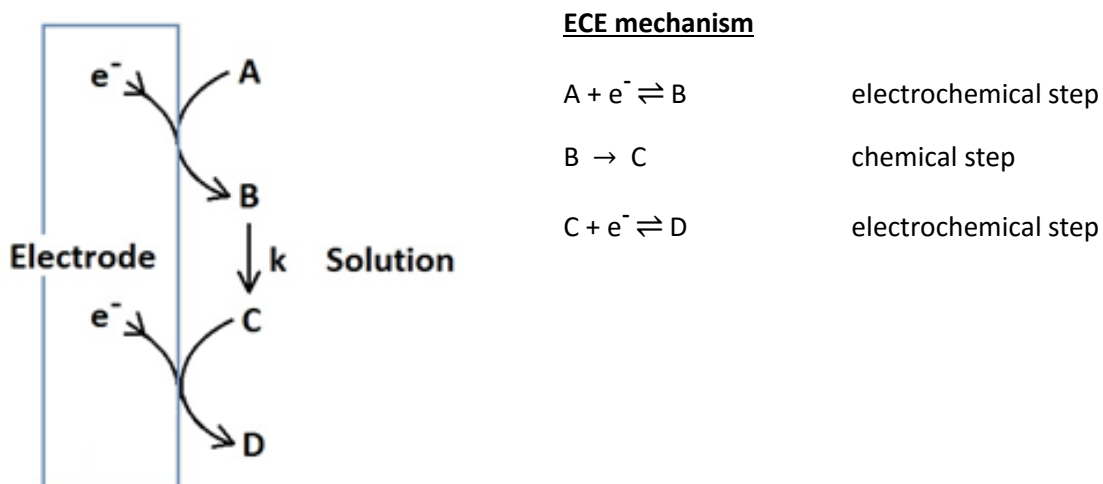 e⁻
A
B
Electrode
k
Solution
e⁻
C
D
ECE mechanism
A + e⁻ ⇌ B
electrochemical step
B → C
chemical step
C + e⁻ ⇌ D
electrochemical step